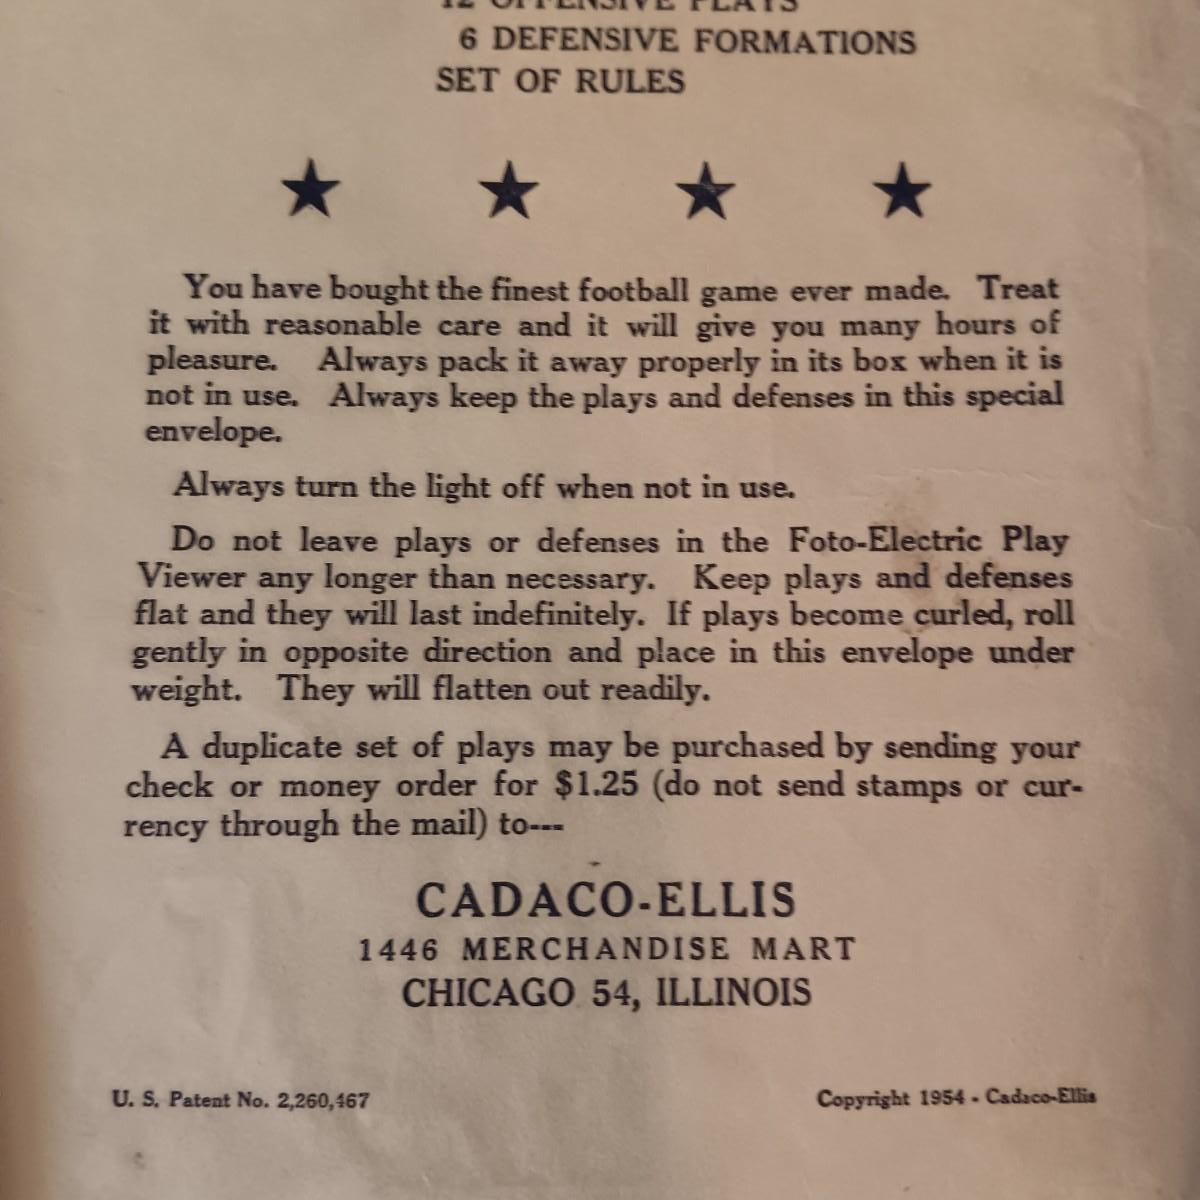 12 OFFENSIVE PLAYS
6 DEFENSIVE FORMATIONS
SET OF RULES
You have bought the finest football game ever made. Treat
it with reasonable care and it will give you many hours of
pleasure. Always pack it away properly in its box when it is
not in use. Always keep the plays and defenses in this special
envelope.
Always turn the light off when not in use.
Do not leave plays or defenses in the Foto-Electric Play
Viewer any longer than necessary. Keep plays and defenses
flat and they will last indefinitely. If plays become curled, roll
gently in opposite direction and place in this envelope under
weight. They will flatten out readily.
A duplicate set of plays may be purchased by sending your
check or money order for $1.25 (do not send stamps or cur-
rency through the mail) to---
CADACO-ELLIS
1446 MERCHANDISE MART
CHICAGO 54, ILLINOIS
U. S. Patent No. 2,260,467
Copyright 1954 - Cadaco-Ellis